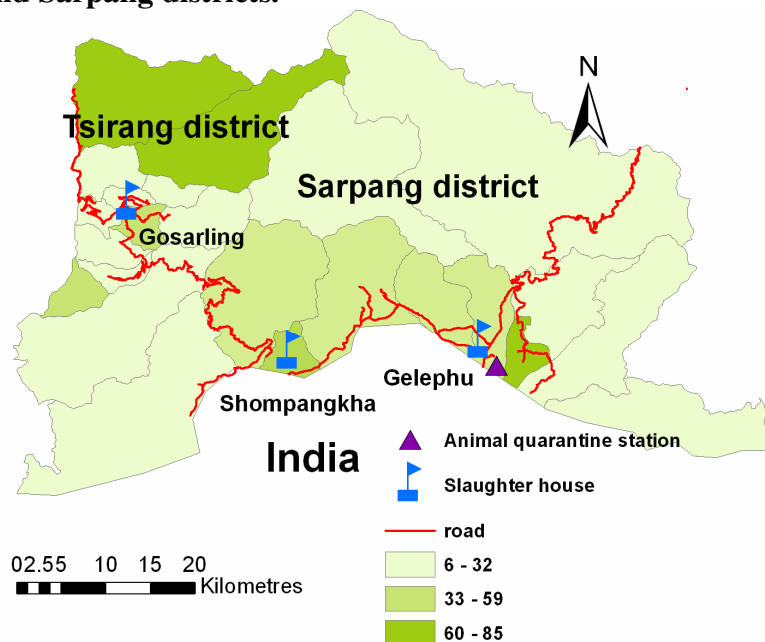 nd Sarpang districts.
N
Tsirang district
Sarpang district
Gosarling
Gelephu
Shompangkha
India
Animal quarantine station
Slaughter house
road
02.55 10 15 20
Kilometres
6 - 32
33 - 59
60 - 85